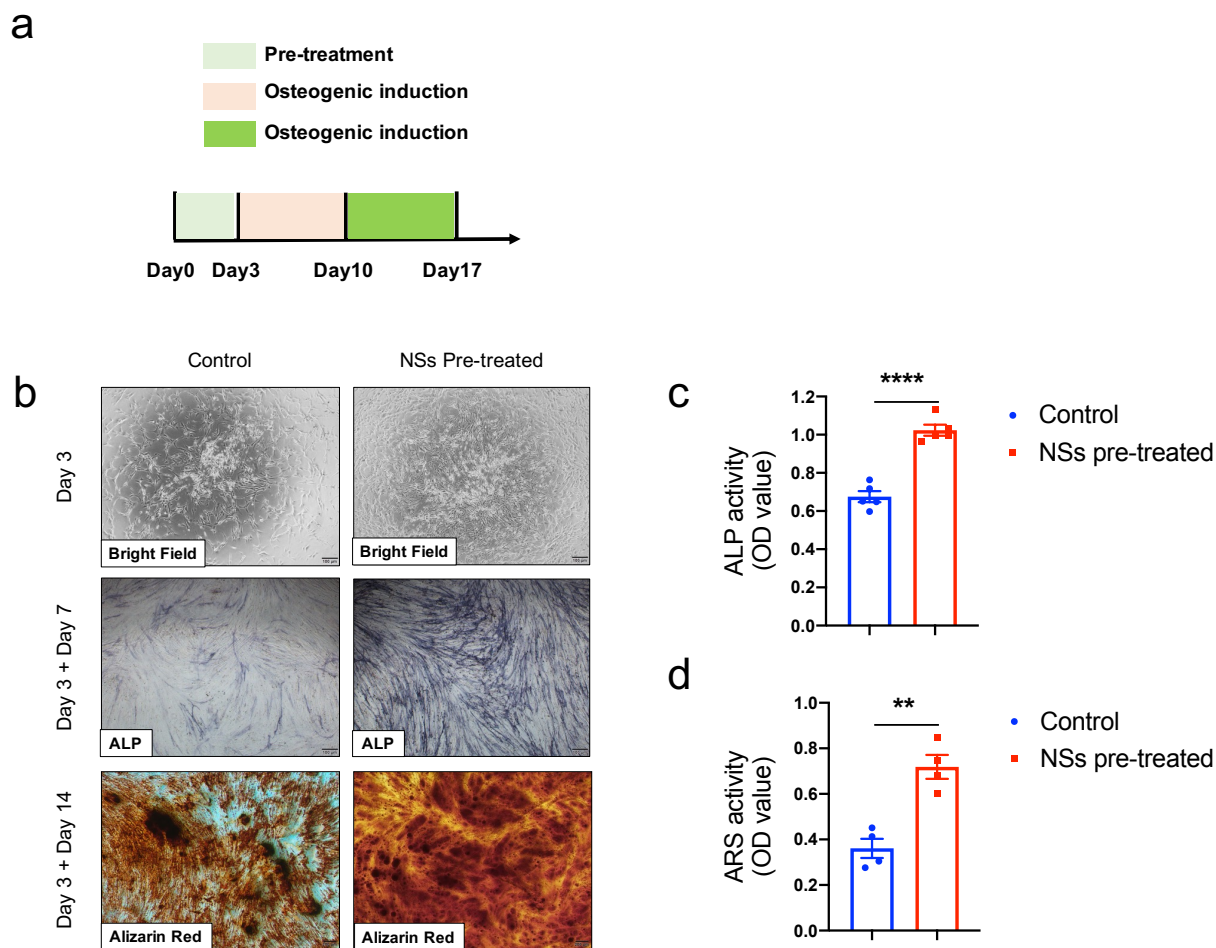 a
Pre-treatment
Osteogenic induction
Osteogenic induction
Day0 Day3 Day10 Day17
b
Control NSs Pre-treated
Day 3
Bright Field
Bright Field
Day 3 + Day 7
ALP
ALP
Day 3 + Day 14
Alizarin Red
Alizarin Red
c
ALP activity
(OD value)
1.2
1.0
0.8
0.6
0.4
0.2
0.0
****
Control
NSs pre-treated
d
ARS activity
(OD value)
1.0
0.8
0.6
0.4
0.2
0.0
**
Control
NSs pre-treated